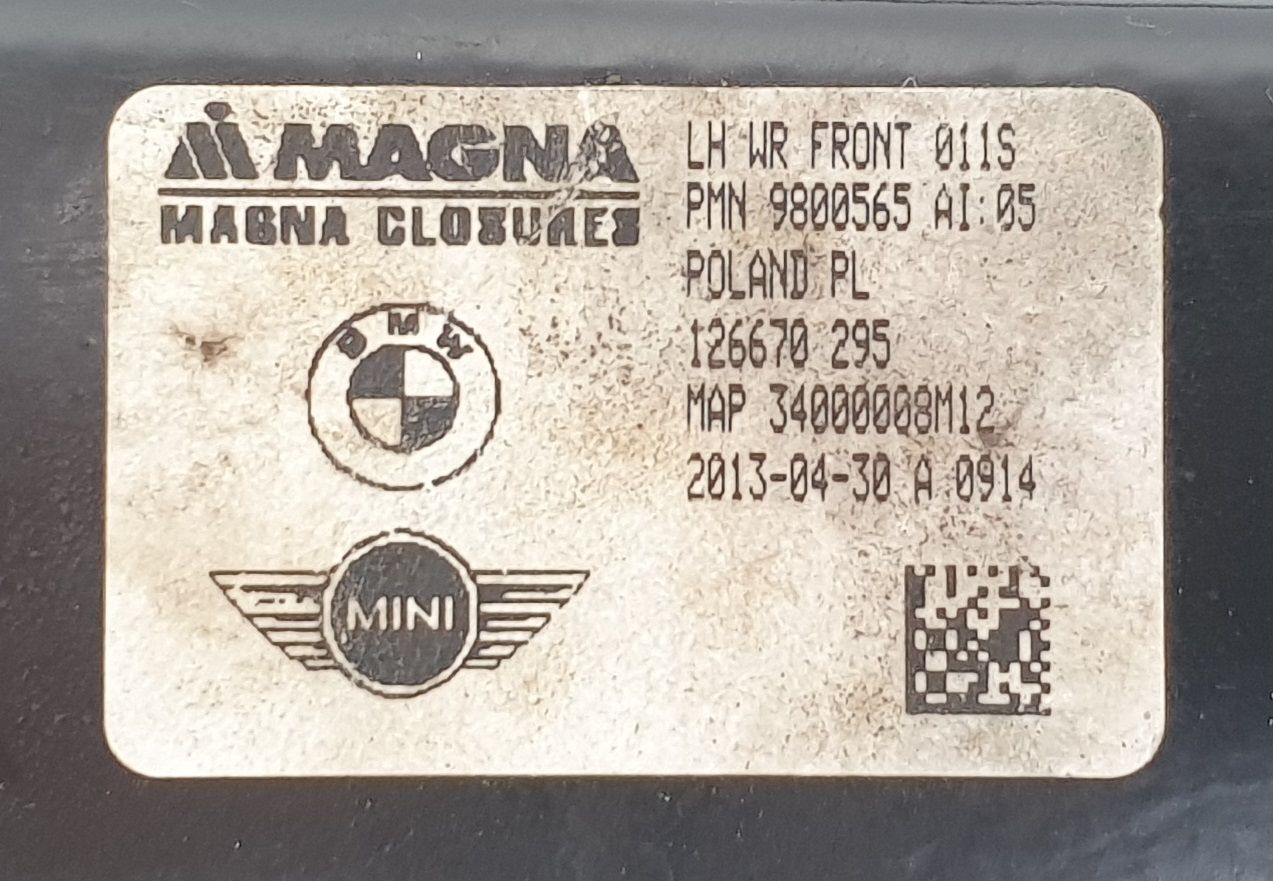 MAGNA
MAGNA CLOSURES
BMW
MINI
LH WR FRONT 011S
PMN 9800565 AI:05
POLAND PL
126670 295
MAP 34000008M12
2013-04-30 A 0914